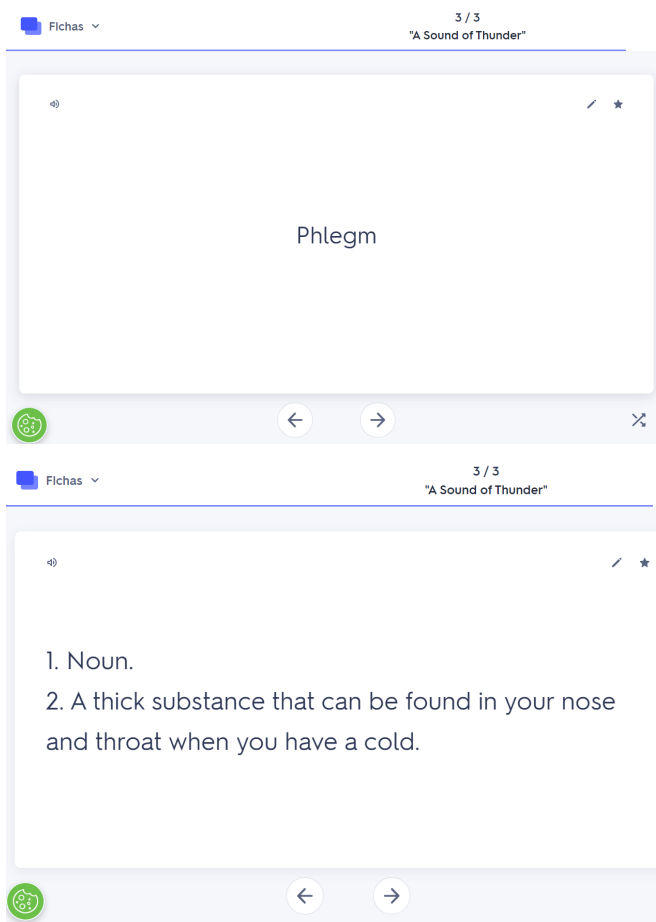 Fichas
3 / 3
"A Sound of Thunder"
Phlegm
Fichas
3 / 3
"A Sound of Thunder"
1. Noun.
2. A thick substance that can be found in your nose
and throat when you have a cold.